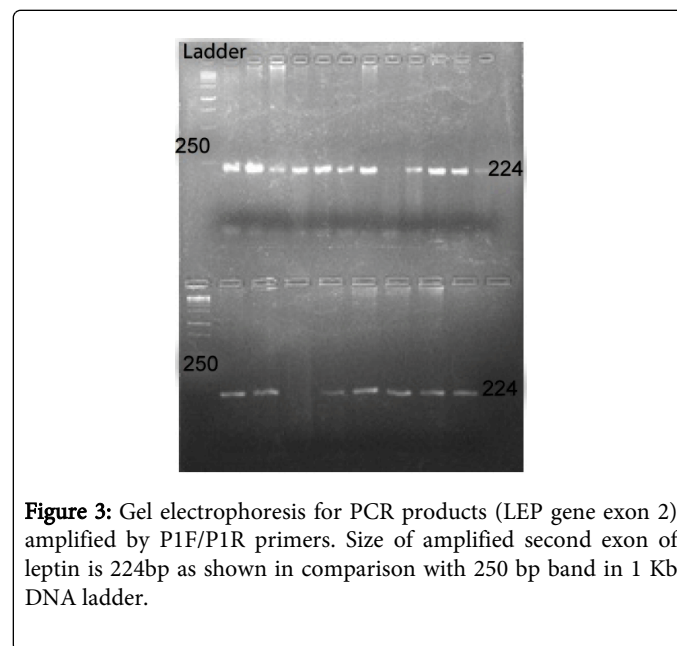 Ladder
250
224
250
224
Figure 3: Gel electrophoresis for PCR products (LEP gene exon 2)
amplified by P1F/P1R primers. Size of amplified second exon of
leptin is 224bp as shown in comparison with 250 bp band in 1 Kb
DNA ladder.